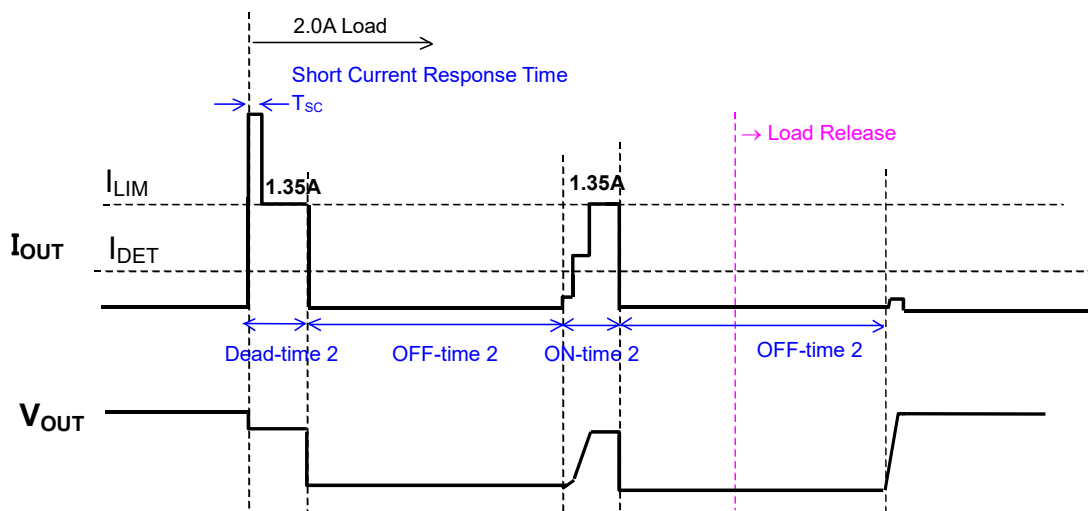 2.0A Load
Short Current Response Time
TSC
→ Load Release
ILIM
1.35A
1.35A
IOUT
IDET
Dead-time 2
OFF-time 2
ON-time 2
OFF-time 2
VOUT